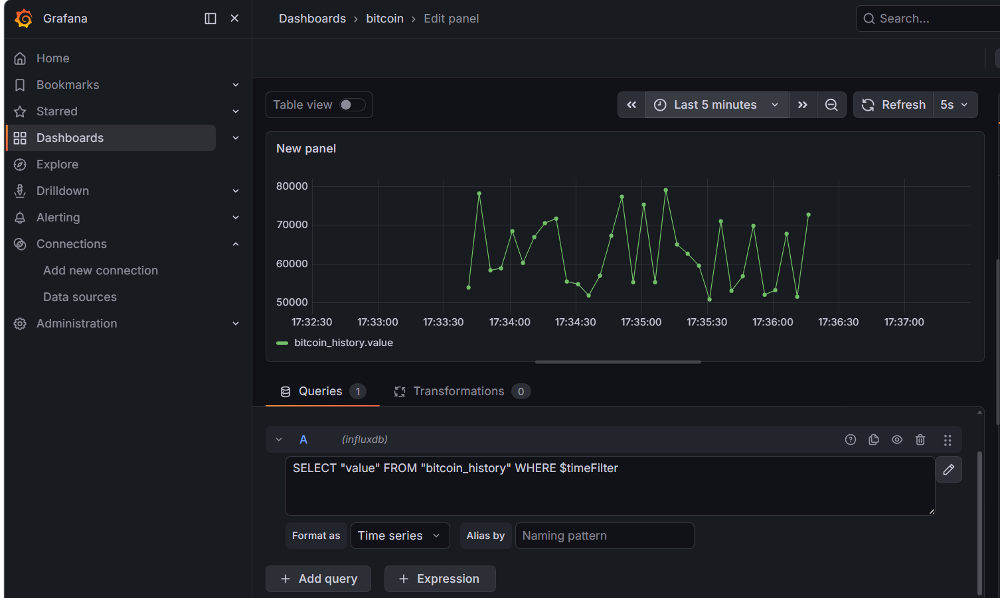 Grafana
Dashboards › bitcoin › Edit panel
Search...
Home
Bookmarks
Starred
Dashboards
Explore
Drilldown
Alerting
Connections
Add new connection
Data sources
Administration
Table view
Last 5 minutes
Refresh
5s
New panel
80000
70000
60000
50000
17:32:30 17:33:00 17:33:30 17:34:00 17:34:30 17:35:00 17:35:30 17:36:00 17:36:30 17:37:00
bitcoin_history.value
Queries 1
Transformations 0
A (influxdb)
SELECT "value" FROM "bitcoin_history" WHERE $timeFilter
Format as Time series Alias by Naming pattern
+ Add query
+ Expression